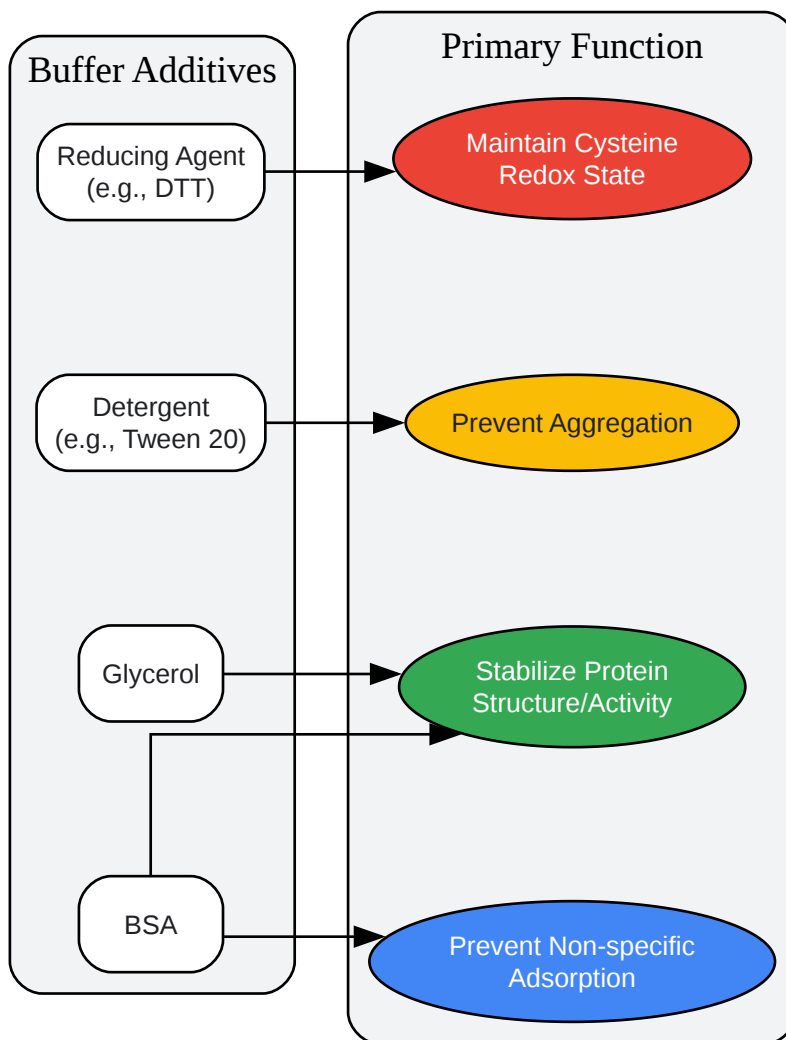 Buffer Additives
Primary Function
Reducing Agent
(e.g., DTT)
Maintain Cysteine
Redox State
Detergent
(e.g., Tween 20)
Prevent Aggregation
Glycerol
Stabilize Protein
Structure/Activity
BSA
Prevent Non-specific
Adsorption